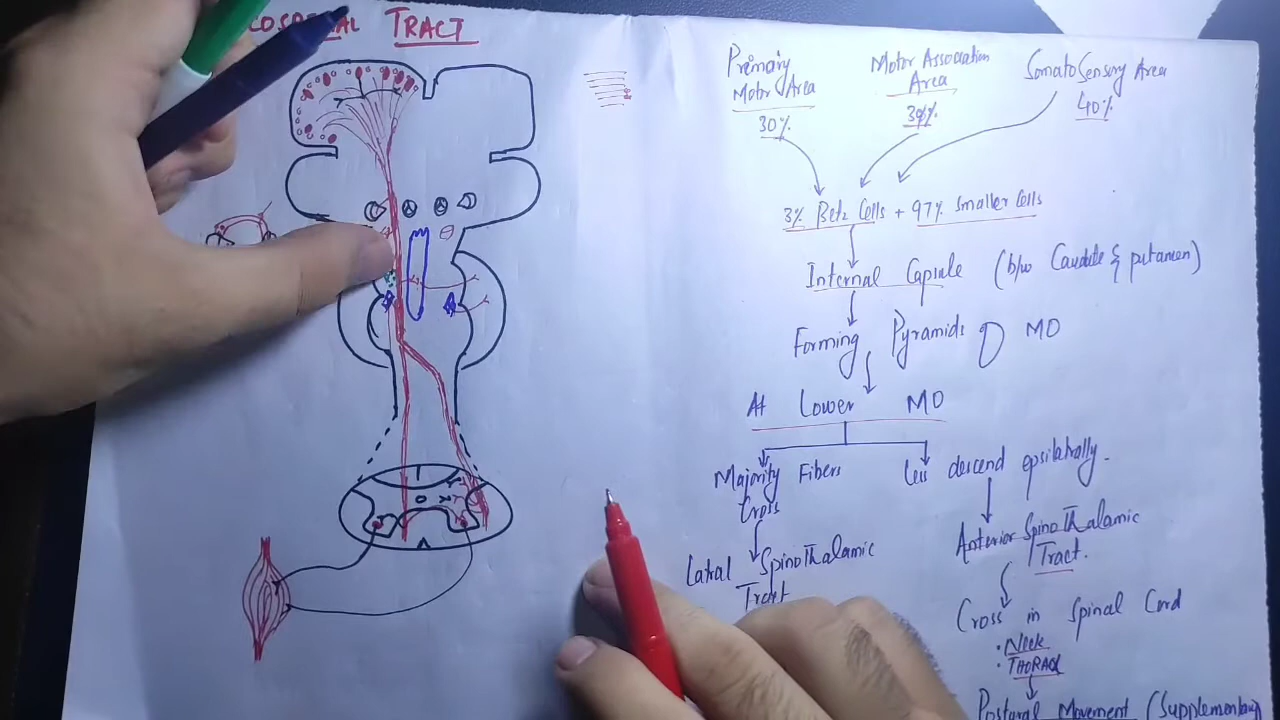 TRACT
Primary
Motor Area
30%
Motor Association
Area
30%
SomatoSensory Area
40%
3% Betz Cells + 97% smaller Cells
Internal Capsule (b/w Caudate & putamen)
Forming Pyramids MO
At Lower MO
Majority Fibers
Cross
Less descend epsilatrally.
Latral SpinoThalamic
Tract
Anterior SpinoThalamic
Tract.
Cross in Spinal Cord
• Neck
• THORAX
Postural Movement (Supplementary